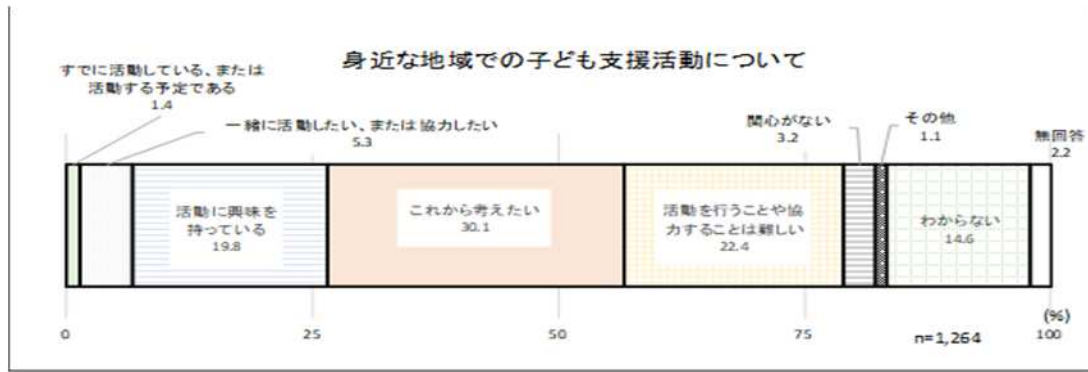 身近な地域での子ども支援活動について
すでに活動している、または
活動する予定である
1.4
一緒に活動したい、または協力したい
5.3
関心がない
3.2
その他
1.1
無回答
2.2
活動に興味を
持っている
19.8
これから考えたい
30.1
活動を行うことや協
力することは難しい
22.4
わからない
14.6
0
25
50
75
100
(%)
n=1,264